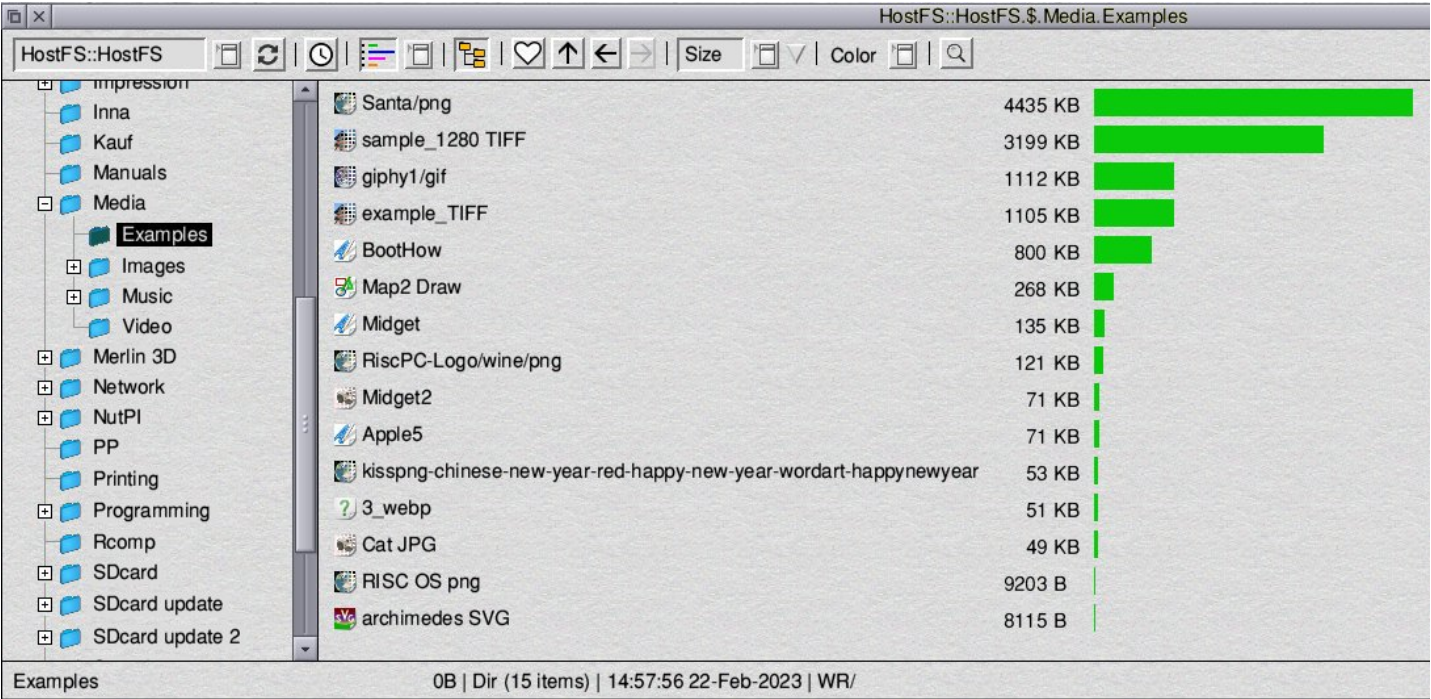 HostFS::HostFS.$.Media.Examples
HostFS::HostFS
Size
Color
Impression
Inna
Kauf
Manuals
Media
Examples
Images
Music
Video
Merlin 3D
Network
NutPI
PP
Printing
Programming
Rcomp
SDcard
SDcard update
SDcard update 2
Santa/png 4435 KB
sample_1280 TIFF 3199 KB
giphy1/gif 1112 KB
example_TIFF 1105 KB
BootHow 800 KB
Map2 Draw 268 KB
Midget 135 KB
RiscPC-Logo/wine/png 121 KB
Midget2 71 KB
Apple5 71 KB
kisspng-chinese-new-year-red-happy-new-year-wordart-happynewyear 53 KB
3_webp 51 KB
Cat JPG 49 KB
RISC OS png 9203 B
archimedes SVG 8115 B
Examples 0B | Dir (15 items) | 14:57:56 22-Feb-2023 | WR/